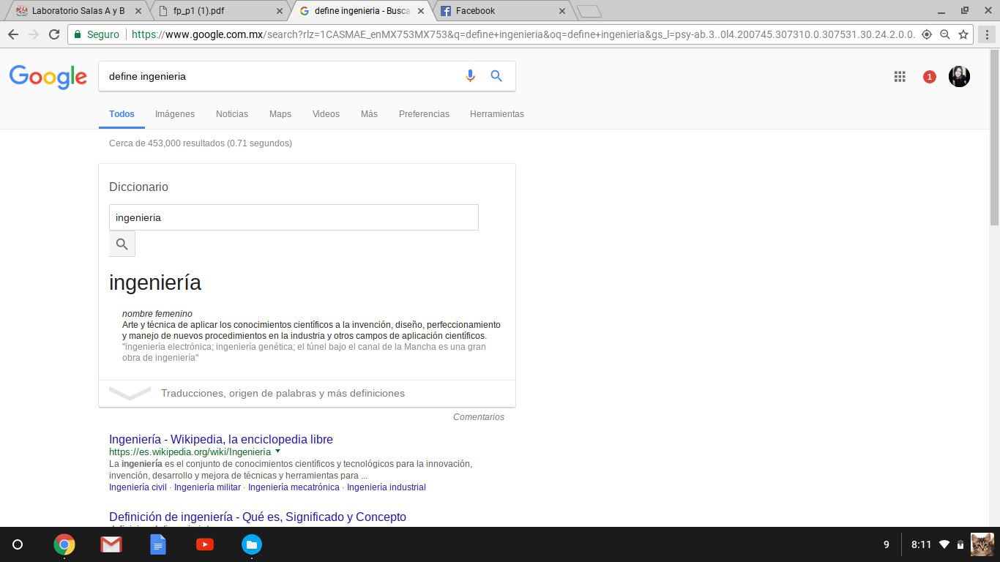 Laboratorio Salas A y B
fp_p1 (1).pdf
define ingenieria - Busca
Facebook
Seguro
https://www.google.com.mx/search?rlz=1CASMAE_enMX753MX753&q=define+ingenieria&oq=define+ingenieria&gs_l=psy-ab.3..0l4.200745.307310.0.307531.30.24.2.0.0.
Google
define ingenieria
1
Todos Imágenes Noticias Maps Videos Más Preferencias Herramientas
Cerca de 453,000 resultados (0.71 segundos)
Diccionario
ingenieria
ingeniería
nombre femenino
Arte y técnica de aplicar los conocimientos científicos a la invención, diseño, perfeccionamiento
y manejo de nuevos procedimientos en la industria y otros campos de aplicación científicos.
"ingeniería electrónica; ingeniería genética; el túnel bajo el canal de la Mancha es una gran
obra de ingeniería"
Traducciones, origen de palabras y más definiciones
Comentarios
Ingeniería - Wikipedia, la enciclopedia libre
https://es.wikipedia.org/wiki/Ingeniería
La ingeniería es el conjunto de conocimientos científicos y tecnológicos para la innovación,
invención, desarrollo y mejora de técnicas y herramientas para ...
Ingeniería civil · Ingeniería militar · Ingeniería mecatrónica · Ingeniería industrial
Definición de ingeniería - Qué es, Significado y Concepto
9 8:11